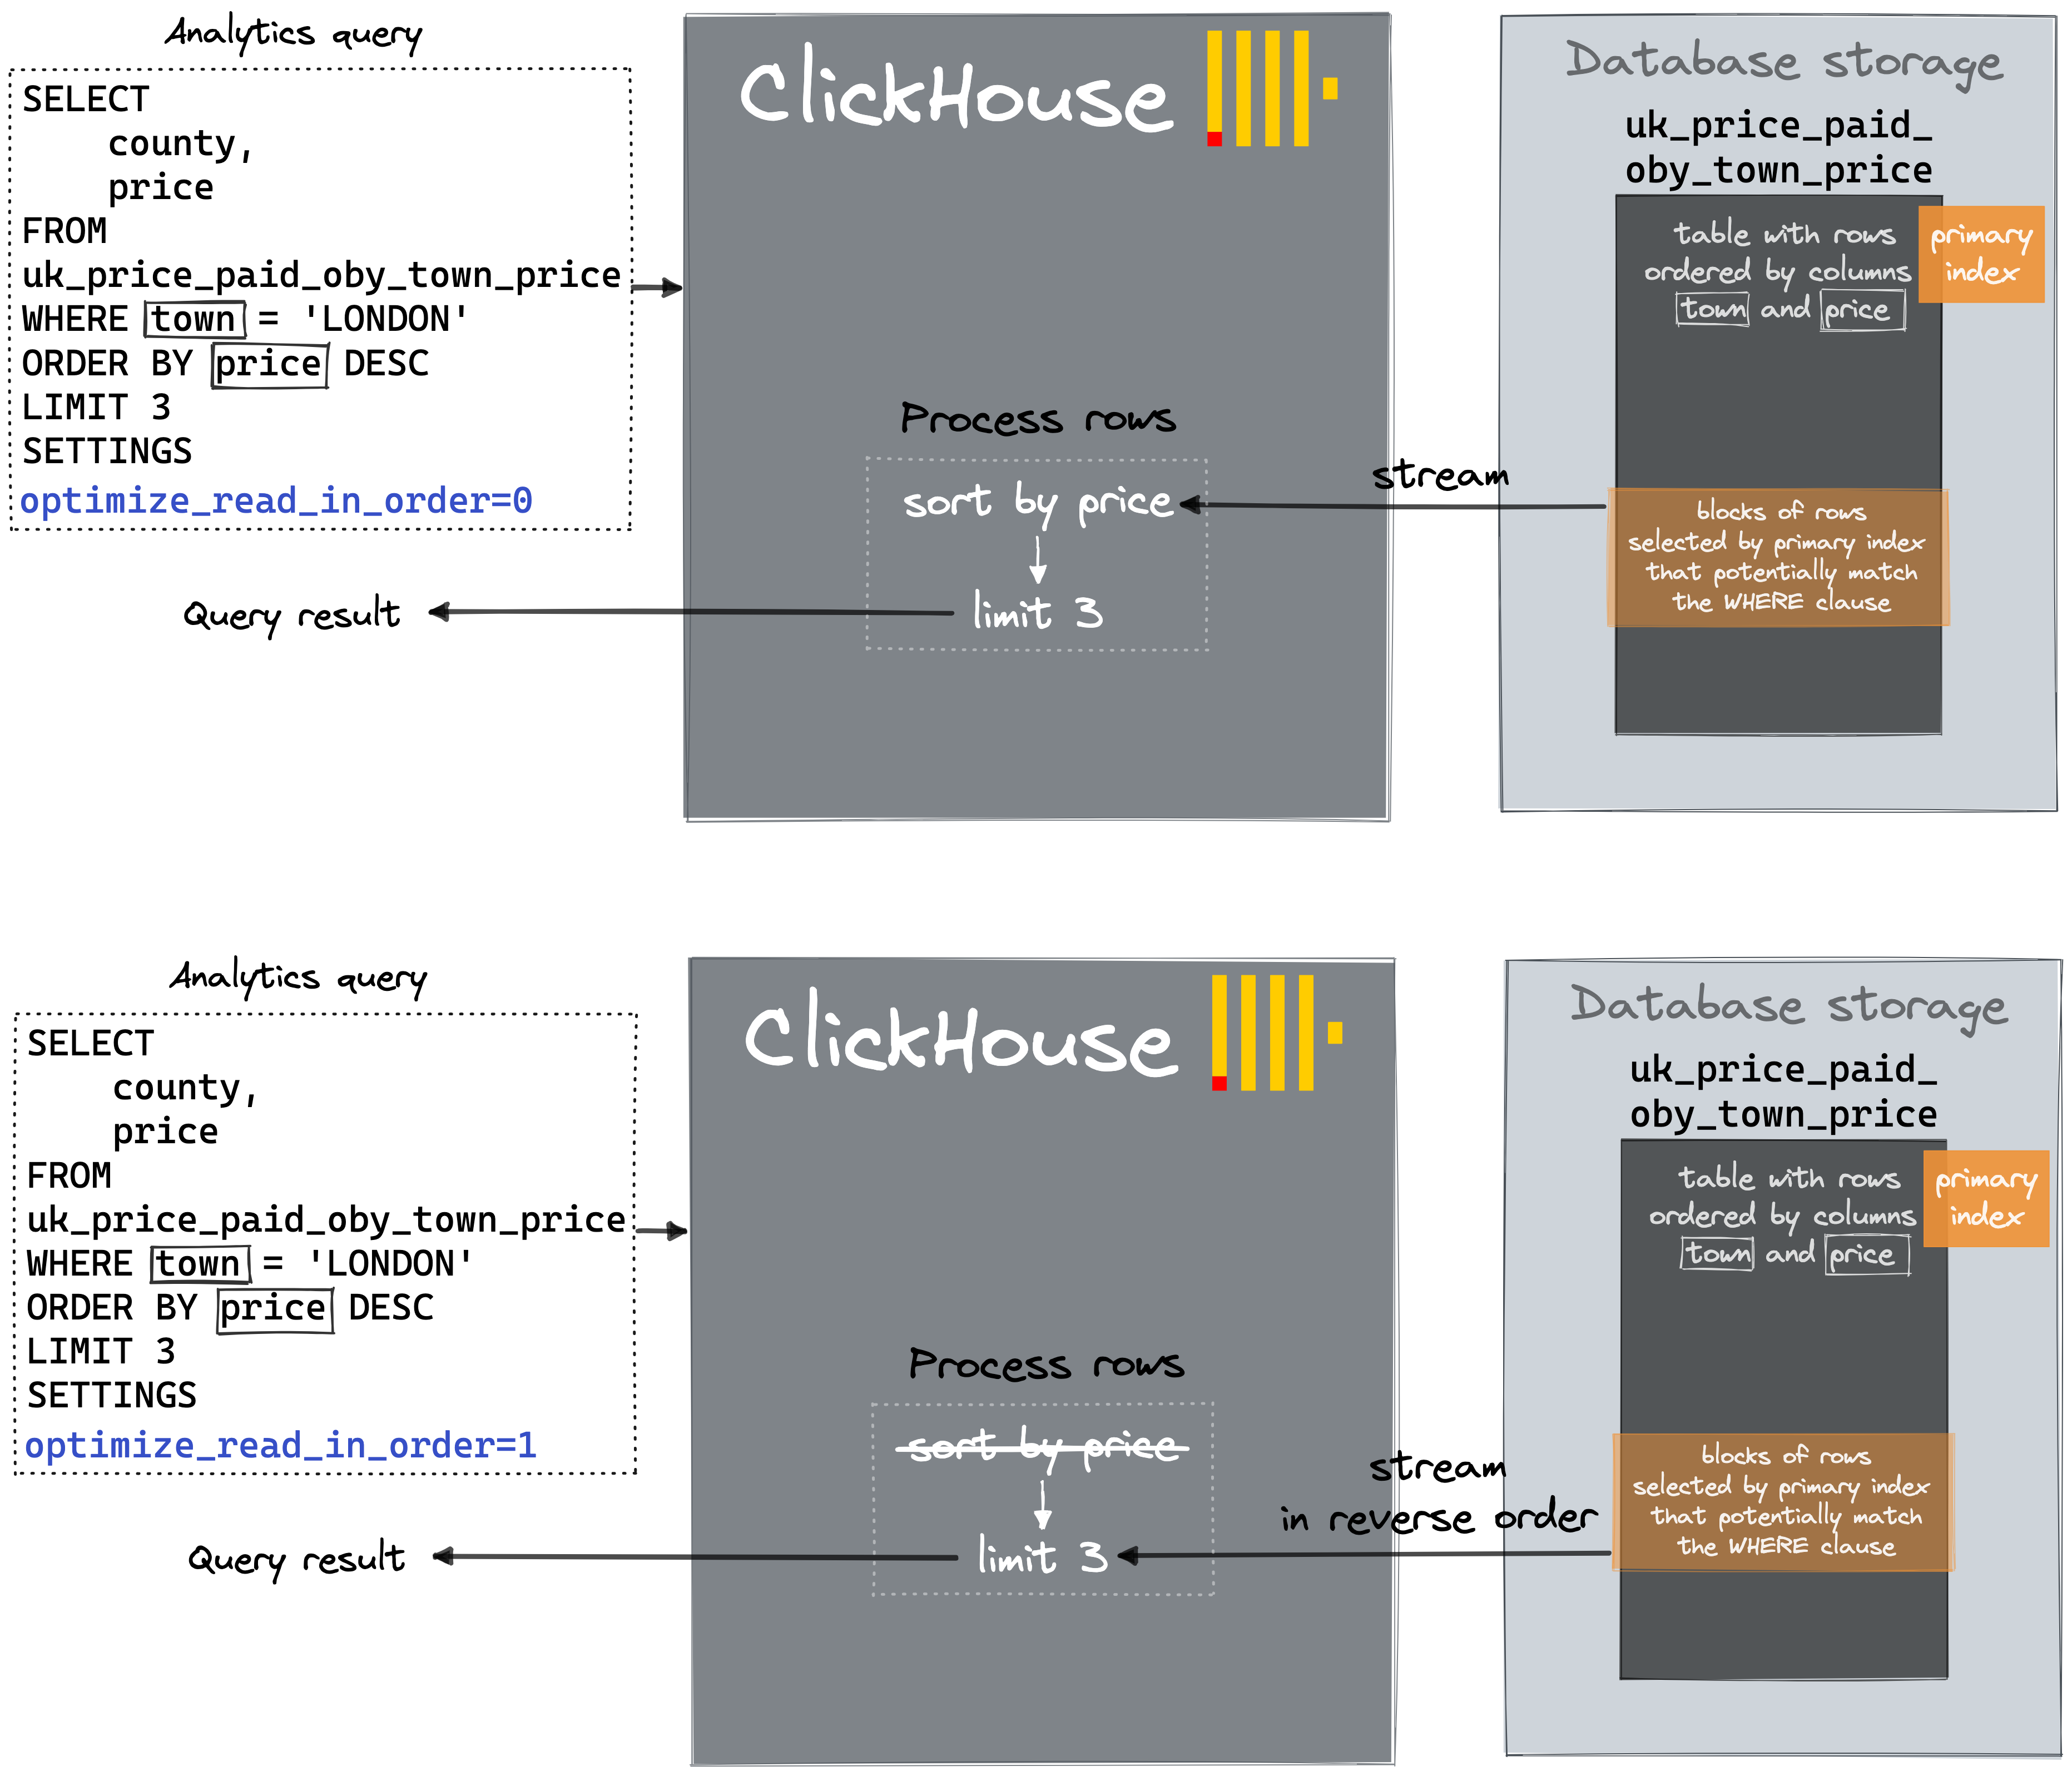 Analytics query
SELECT
county,
price
FROM
uk_price_paid_oby_town_price
WHERE town = 'LONDON'
ORDER BY price DESC
LIMIT 3
SETTINGS
optimize_read_in_order=0
Query result
ClickHouse
Process rows
sort by price
limit 3
stream
Database storage
uk_price_paid_
oby_town_price
table with rows
ordered by columns
town and price
primary
index
blocks of rows
selected by primary index
that potentially match
the WHERE clause
Analytics query
SELECT
county,
price
FROM
uk_price_paid_oby_town_price
WHERE town = 'LONDON'
ORDER BY price DESC
LIMIT 3
SETTINGS
optimize_read_in_order=1
Query result
ClickHouse
Process rows
sort by price
limit 3
stream
in reverse order
Database storage
uk_price_paid_
oby_town_price
table with rows
ordered by columns
town and price
primary
index
blocks of rows
selected by primary index
that potentially match
the WHERE clause